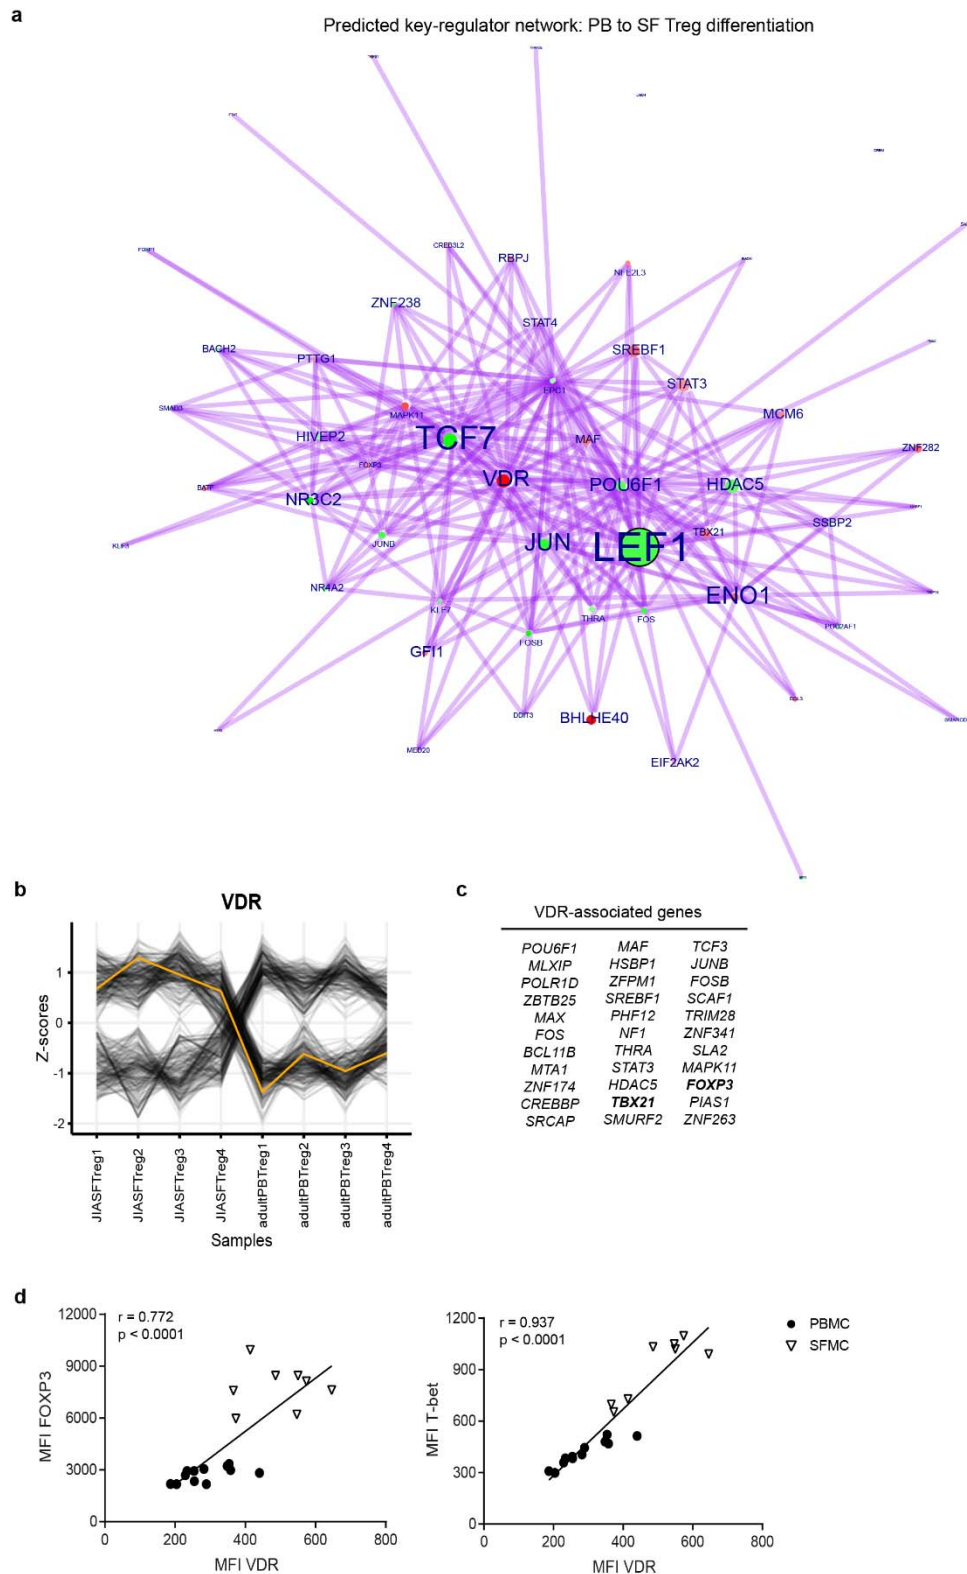 a
Predicted key-regulator network: PB to SF Treg differentiation
CREB3L2
RBPJ
NFE2L3
ZNF238
STAT4
BACH2
PTTG1
SREBF1
EPC1
STAT3
SMAD3
MAPK11
MCM6
HIVEP2
TCF7
MAF
ZNF282
FOXP3
VDR
BATF
NR3C2
POU6F1
HDAC5
SSBP2
KLF3
JUNB
JUN
LEF1
TBX21
NR4A2
ENO1
KLF7
THRA
FOS
POU2AF1
FOSB
GFI1
DDIT3
BHLHE40
MED20
EIF2AK2
b
VDR
Z-scores
1
0
-1
-2
JIASFTreg1
JIASFTreg2
JIASFTreg3
JIASFTreg4
adultPBTreg1
adultPBTreg2
adultPBTreg3
adultPBTreg4
Samples
c
VDR-associated genes
POU6F1 MAF TCF3
MLXIP HSBP1 JUNB
POLR1D ZFPM1 FOSB
ZBTB25 SREBF1 SCAF1
MAX PHF12 TRIM28
FOS NF1 ZNF341
BCL11B THRA SLA2
MTA1 STAT3 MAPK11
ZNF174 HDAC5 FOXP3
CREBBP TBX21 PIAS1
SRCAP SMURF2 ZNF263
d
r = 0.772
p < 0.0001
MFI FOXP3
12000
9000
6000
3000
0
0 200 400 600 800
MFI VDR
r = 0.937
p < 0.0001
MFI T-bet
1200
900
600
300
0
0 200 400 600 800
MFI VDR
PBMC
SFMC